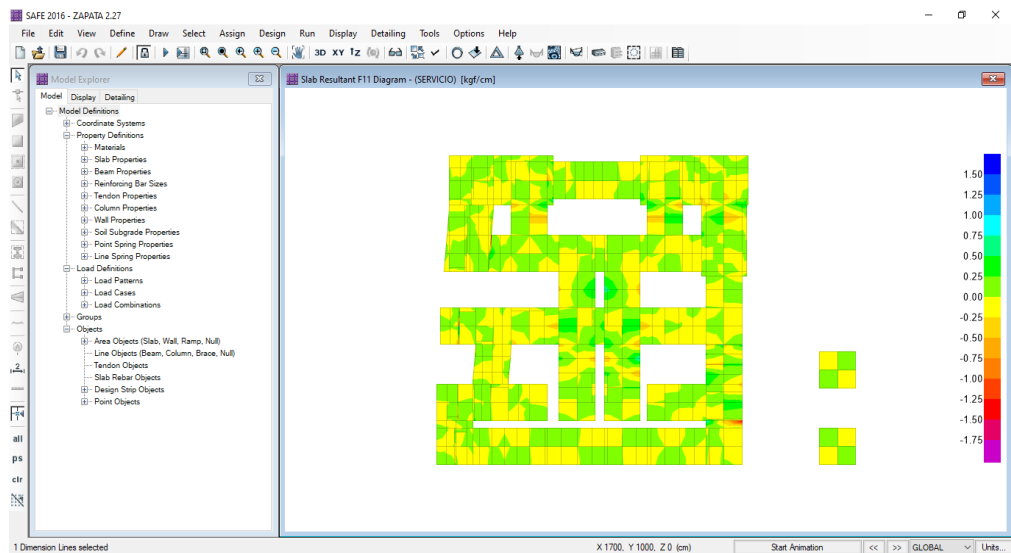 SAFE 2016 - ZAPATA 2.27
File Edit View Define Draw Select Assign Design Run Display Detailing Tools Options Help
3D XY
Model Explorer
Model Display Detailing
Model Definitions
Coordinate Systems
Property Definitions
Materials
Slab Properties
Beam Properties
Reinforcing Bar Sizes
Tendon Properties
Column Properties
Wall Properties
Soil Subgrade Properties
Point Spring Properties
Line Spring Properties
Load Definitions
Load Patterns
Load Cases
Load Combinations
Groups
Objects
Area Objects (Slab, Wall, Ramp, Null)
Line Objects (Beam, Column, Brace, Null)
Tendon Objects
Slab Rebar Objects
Design Strip Objects
Point Objects
all
ps
clr
Slab Resultant F11 Diagram - (SERVICIO) [kgf/cm]
1.50
1.25
1.00
0.75
0.50
0.25
0.00
-0.25
-0.50
-0.75
-1.00
-1.25
-1.50
-1.75
1 Dimension Lines selected
X 1700, Y 1000, Z 0 (cm)
Start Animation
<< >>
GLOBAL
Units...